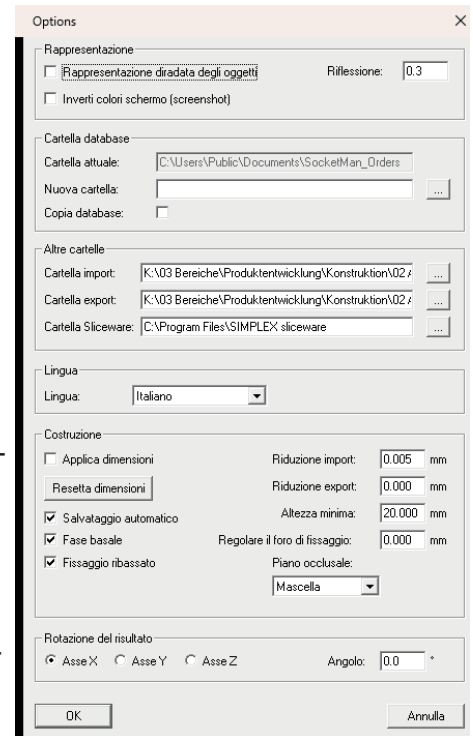 Options
Rappresentazione
Rappresentazione diradata degli oggetti Riflessione: 0.3
Inverti colori schermo (screenshot)
Cartella database
Cartella attuale: C:\Users\Public\Documents\SocketMan_Orders
Nuova cartella: ...
Copia database:
Altre cartelle
Cartella import: K:\03 Bereiche\Produktentwicklung\Konstruktion\02 ...
Cartella export: K:\03 Bereiche\Produktentwicklung\Konstruktion\02 ...
Cartella Sliceware: C:\Program Files\SIMPLEX sliceware ...
Lingua
Lingua: Italiano
Costruzione
Applica dimensioni Riduzione import: 0.005 mm
Resetta dimensioni Riduzione export: 0.000 mm
Salvataggio automatico Altezza minima: 20.000 mm
Fase basale Regolare il foro di fissaggio: 0.000 mm
Fissaggio ribassato Piano occlusale:
Mascella
Rotazione del risultato
Asse X Asse Y Asse Z Angolo: 0.0 °
OK Annulla